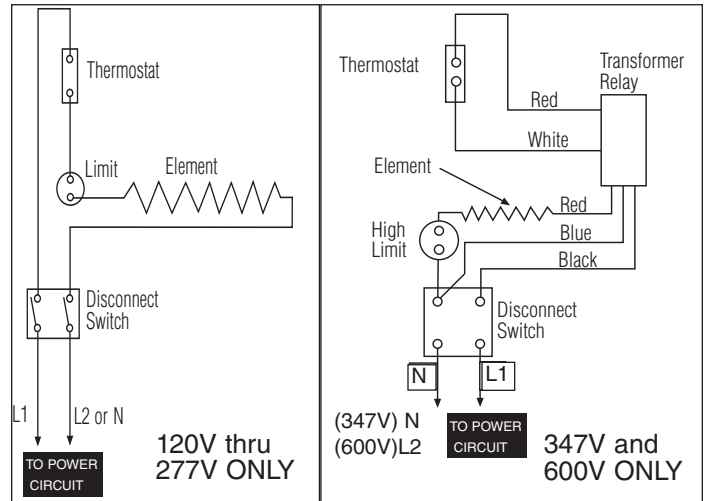 Thermostat
Limit
Element
Disconnect
Switch
L1
L2 or N
TO POWER
CIRCUIT
120V thru
277V ONLY
Thermostat
Transformer
Relay
Red
White
Element
Red
High
Limit
Blue
Black
Disconnect
Switch
N
L1
(347V) N
(600V)L2
TO POWER
CIRCUIT
347V and
600V ONLY